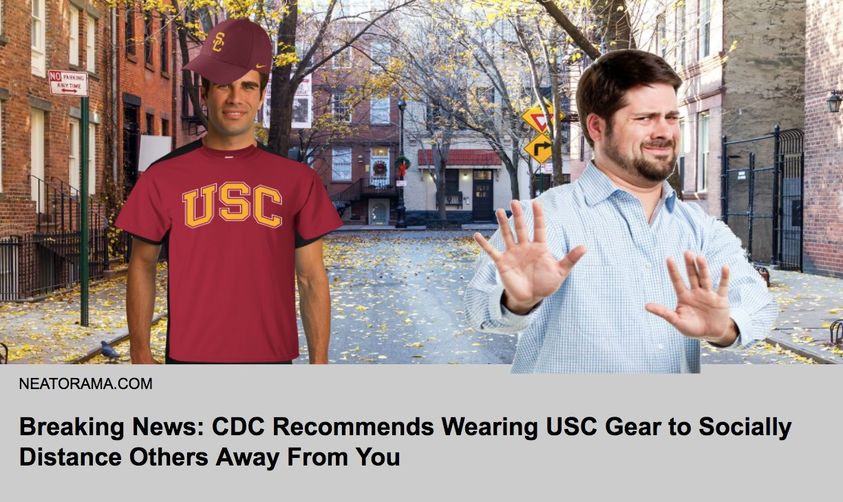 SC
NO PARKING
ANY TIME
USC
NEATORAMA.COM
Breaking News: CDC Recommends Wearing USC Gear to Socially
Distance Others Away From You